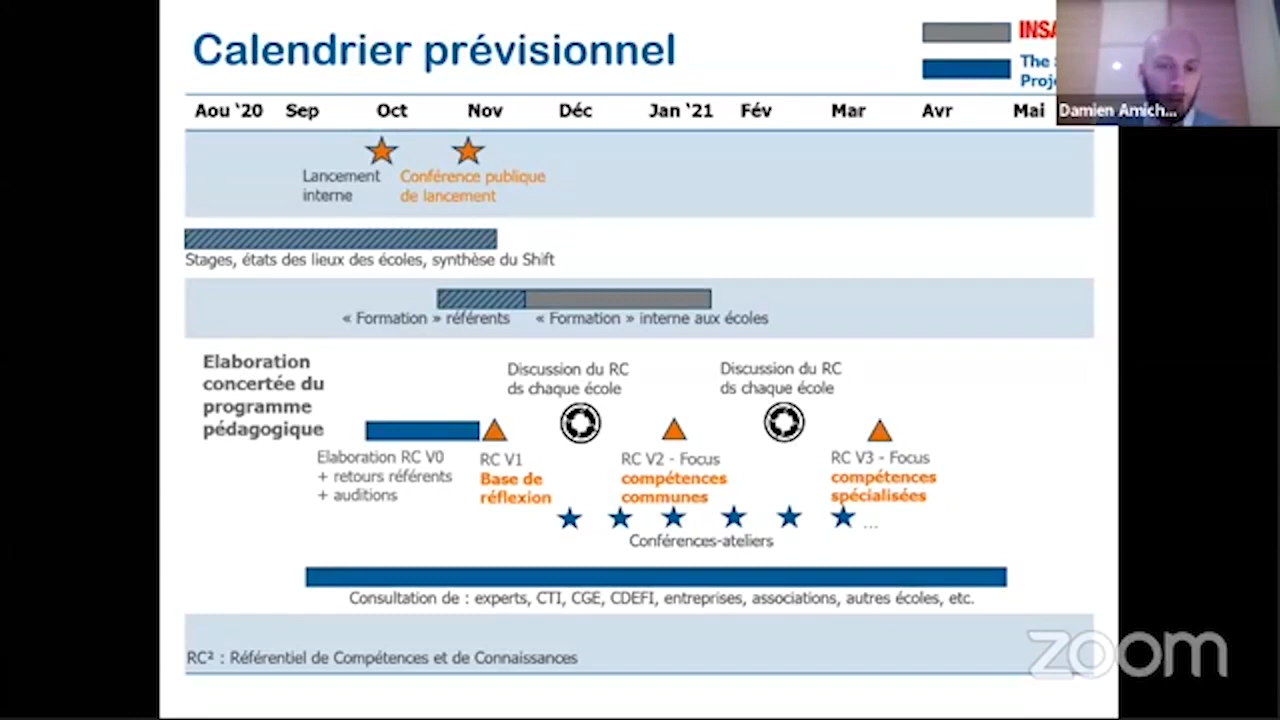 Calendrier prévisionnel
INSA
The
Proje
Aou ‘20 Sep Oct Nov Déc Jan ‘21 Fév Mar Avr Mai
Damien Amich...
Lancement
interne
Conférence publique
de lancement
Stages, états des lieux des écoles, synthèse du Shift
« Formation » référents « Formation » interne aux écoles
Elaboration
concertée du
programme
pédagogique
Discussion du RC
ds chaque école
Discussion du RC
ds chaque école
Elaboration RC V0
+ retours référents
+ auditions
RC V1
Base de
réflexion
RC V2 - Focus
compétences
communes
RC V3 - Focus
compétences
spécialisées
...
Conférences-ateliers
Consultation de : experts, CTI, CGE, CDEFI, entreprises, associations, autres écoles, etc.
RC² : Référentiel de Compétences et de Connaissances
zoom